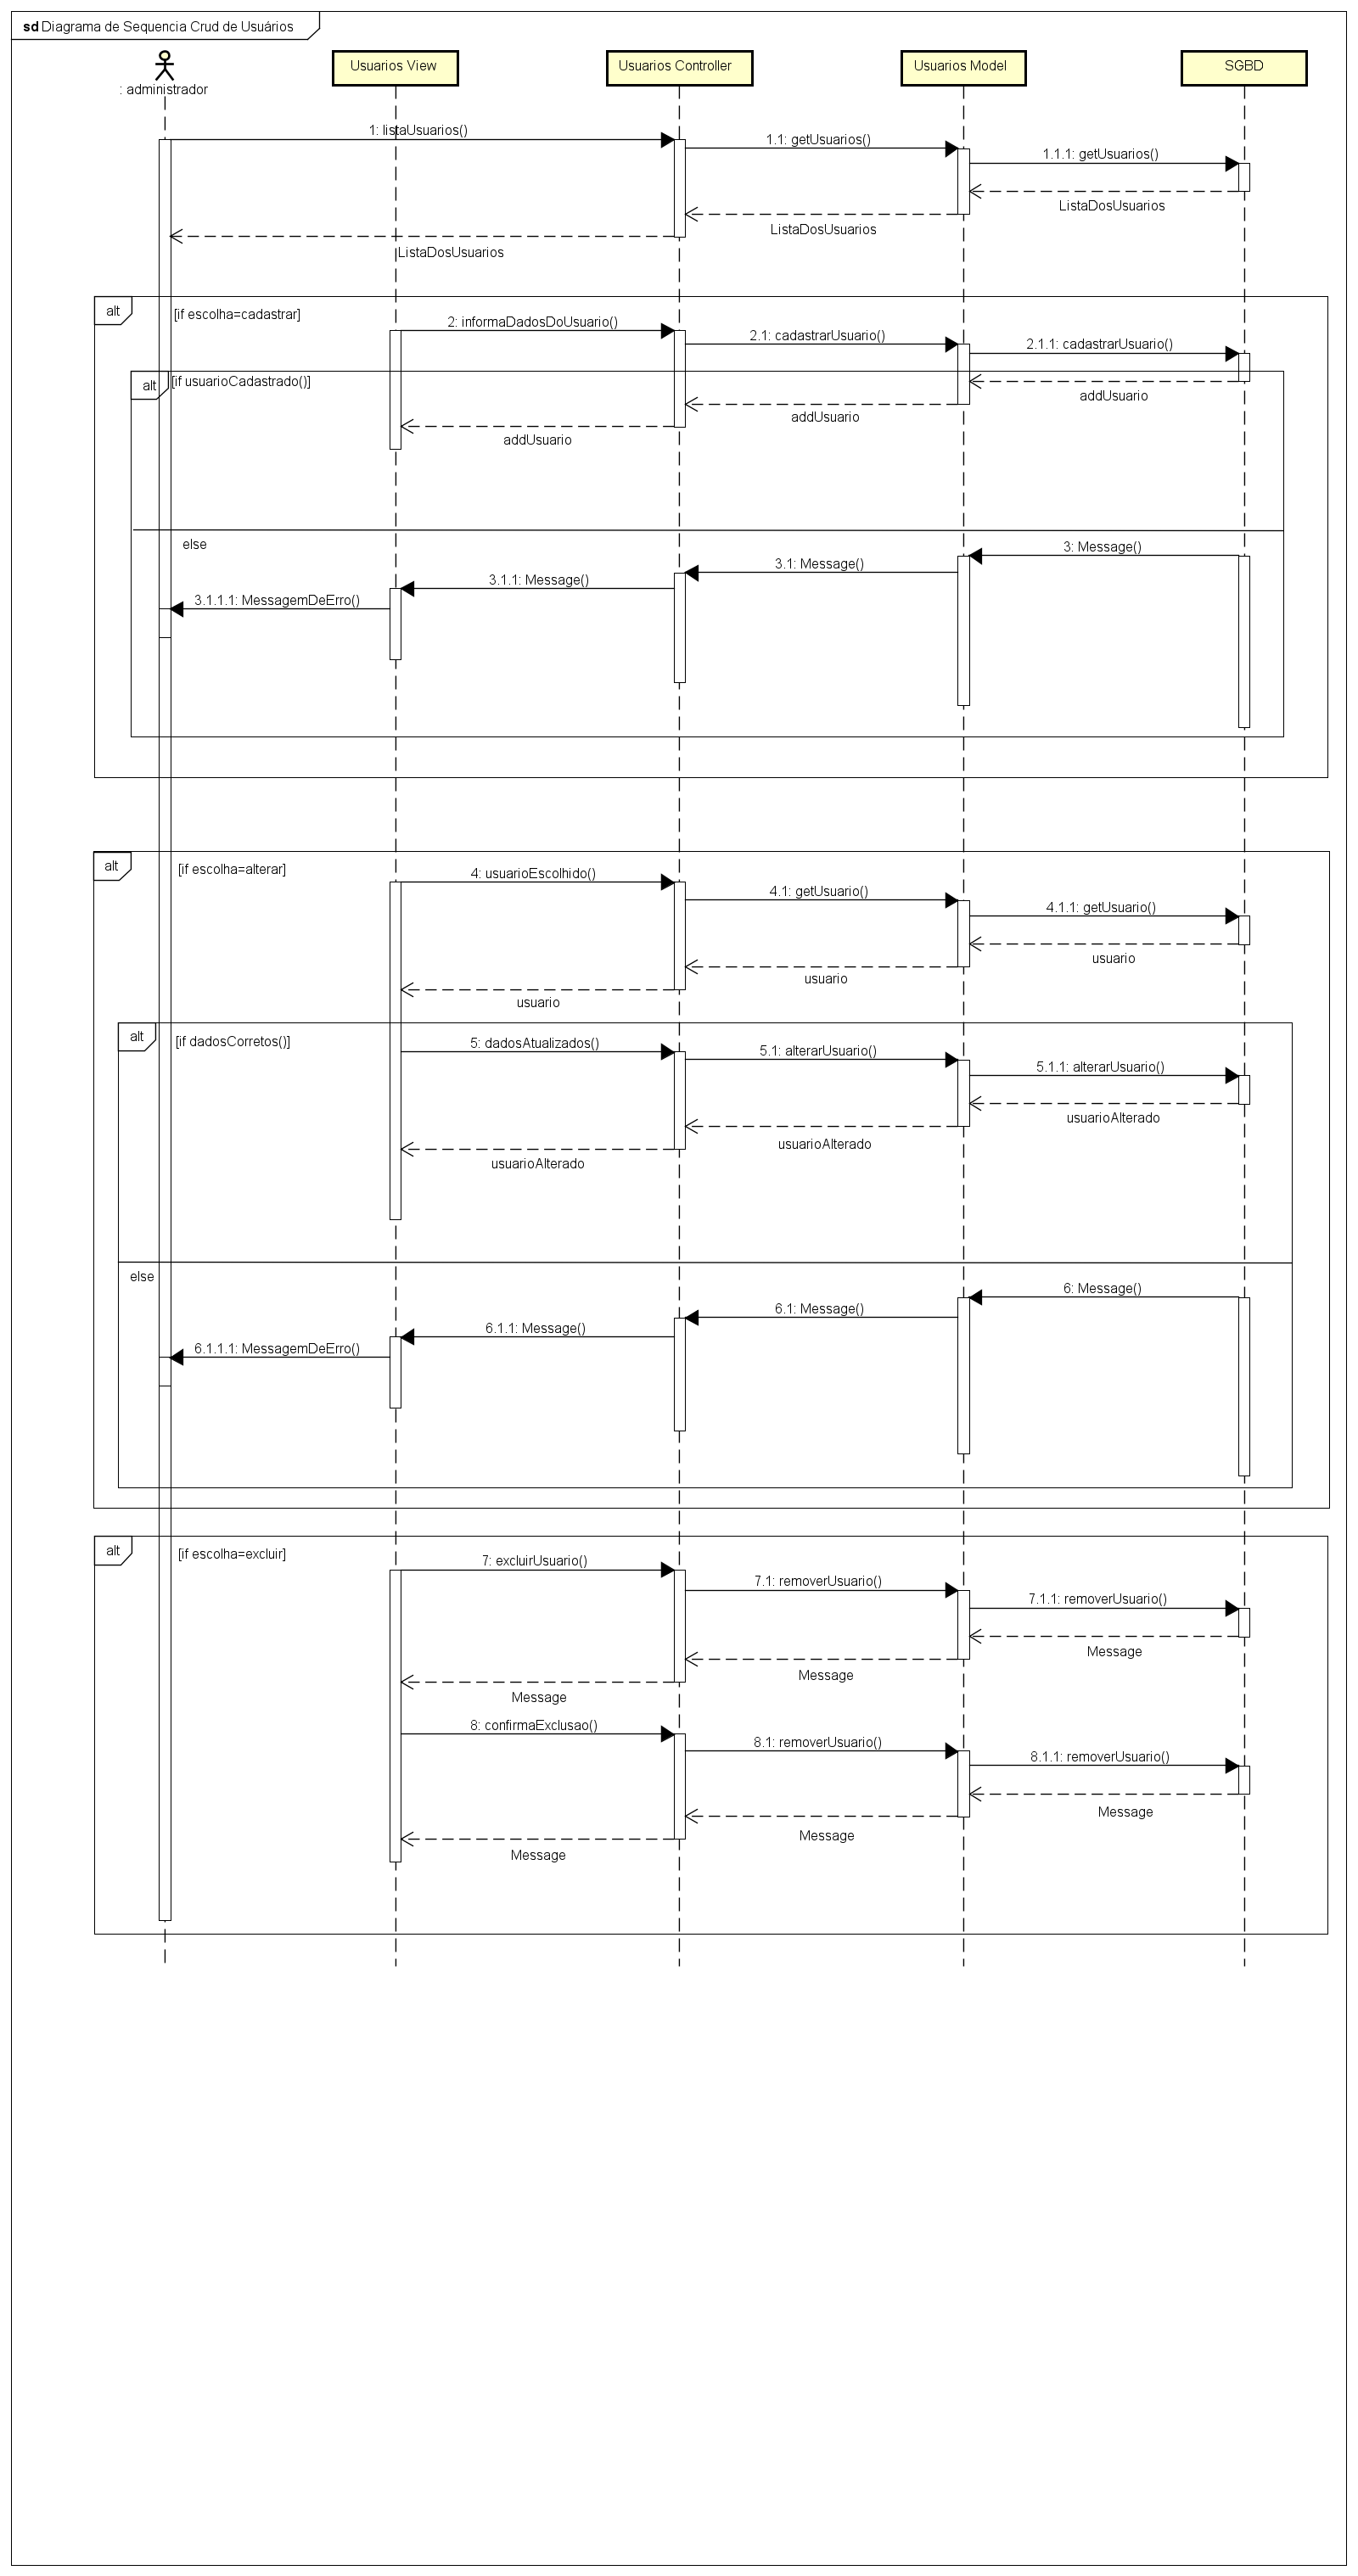 sd Diagrama de Sequencia Crud de Usuários
: administrador
Usuarios View
Usuarios Controller
Usuarios Model
SGBD
1: listaUsuarios()
1.1: getUsuarios()
1.1.1: getUsuarios()
ListaDosUsuarios
ListaDosUsuarios
ListaDosUsuarios
alt
[if escolha=cadastrar]
2: informaDadosDoUsuario()
2.1: cadastrarUsuario()
2.1.1: cadastrarUsuario()
alt
[if usuarioCadastrado()]
addUsuario
addUsuario
addUsuario
else
3: Message()
3.1: Message()
3.1.1: Message()
3.1.1.1: MessagemDeErro()
alt
[if escolha=alterar]
4: usuarioEscolhido()
4.1: getUsuario()
4.1.1: getUsuario()
usuario
usuario
usuario
alt
[if dadosCorretos()]
5: dadosAtualizados()
5.1: alterarUsuario()
5.1.1: alterarUsuario()
usuarioAlterado
usuarioAlterado
usuarioAlterado
else
6: Message()
6.1: Message()
6.1.1: Message()
6.1.1.1: MessagemDeErro()
alt
[if escolha=excluir]
7: excluirUsuario()
7.1: removerUsuario()
7.1.1: removerUsuario()
Message
Message
Message
8: confirmaExclusao()
8.1: removerUsuario()
8.1.1: removerUsuario()
Message
Message
Message